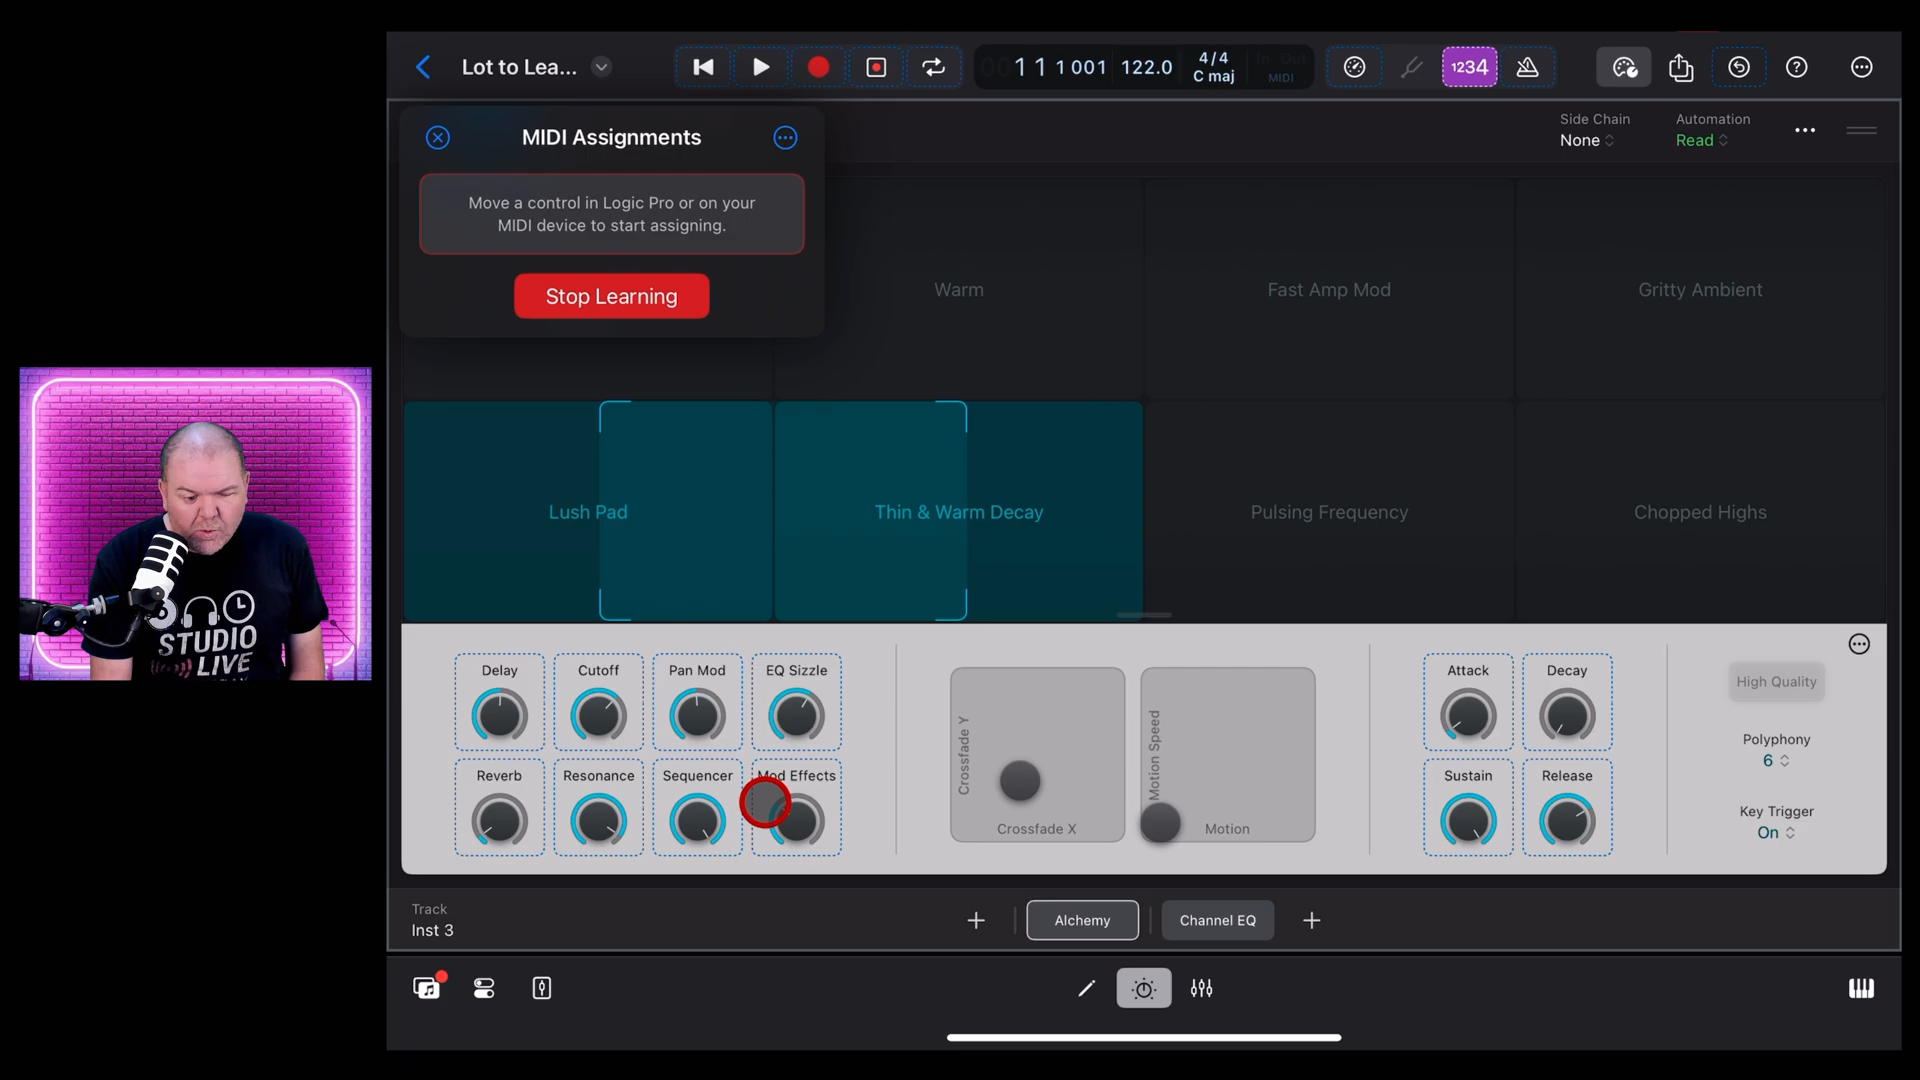 Lot to Lea...
1 1 1 001
122.0
4/4
C maj
In Out
MIDI
1234
MIDI Assignments
Move a control in Logic Pro or on your
MIDI device to start assigning.
Stop Learning
Side Chain
None
Automation
Read
Warm
Fast Amp Mod
Gritty Ambient
Lush Pad
Thin & Warm Decay
Pulsing Frequency
Chopped Highs
STUDIO
LIVE
Delay
Cutoff
Pan Mod
EQ Sizzle
Reverb
Resonance
Sequencer
Mod Effects
Crossfade Y
Crossfade X
Motion Speed
Motion
Attack
Decay
Sustain
Release
High Quality
Polyphony
6
Key Trigger
On
Track
Inst 3
Alchemy
Channel EQ